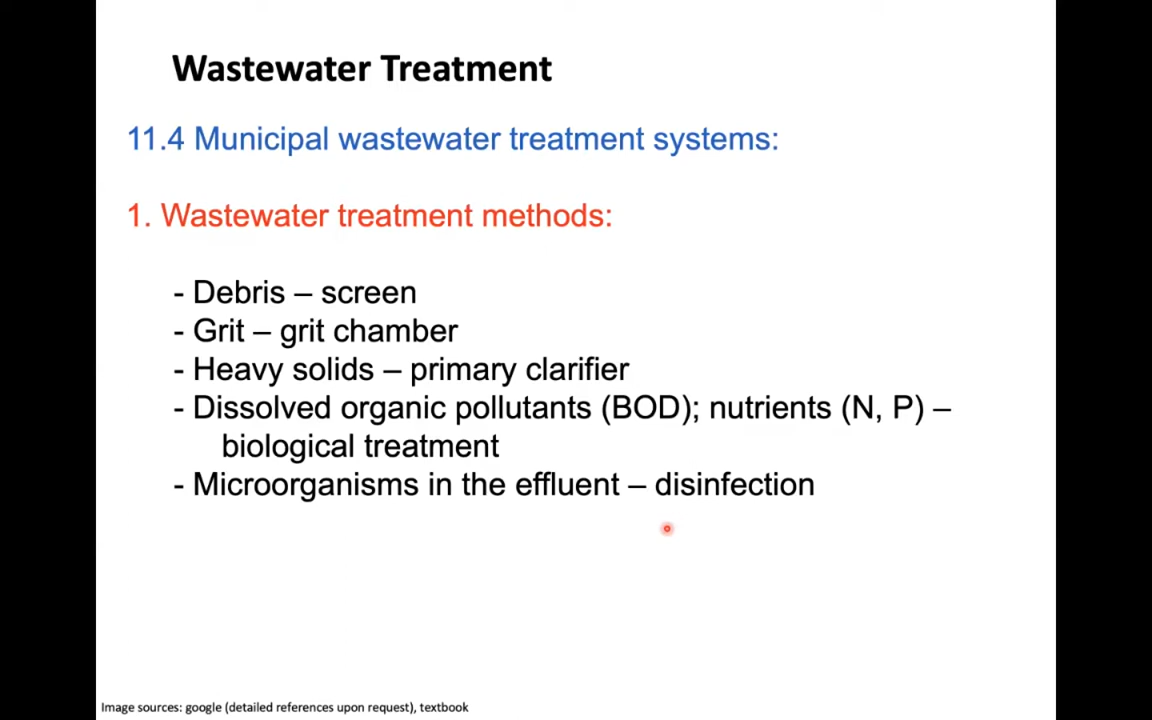 Wastewater Treatment
11.4 Municipal wastewater treatment systems:
1. Wastewater treatment methods:
- Debris – screen
- Grit – grit chamber
- Heavy solids – primary clarifier
- Dissolved organic pollutants (BOD); nutrients (N, P) –
biological treatment
- Microorganisms in the effluent – disinfection
Image sources: google (detailed references upon request), textbook